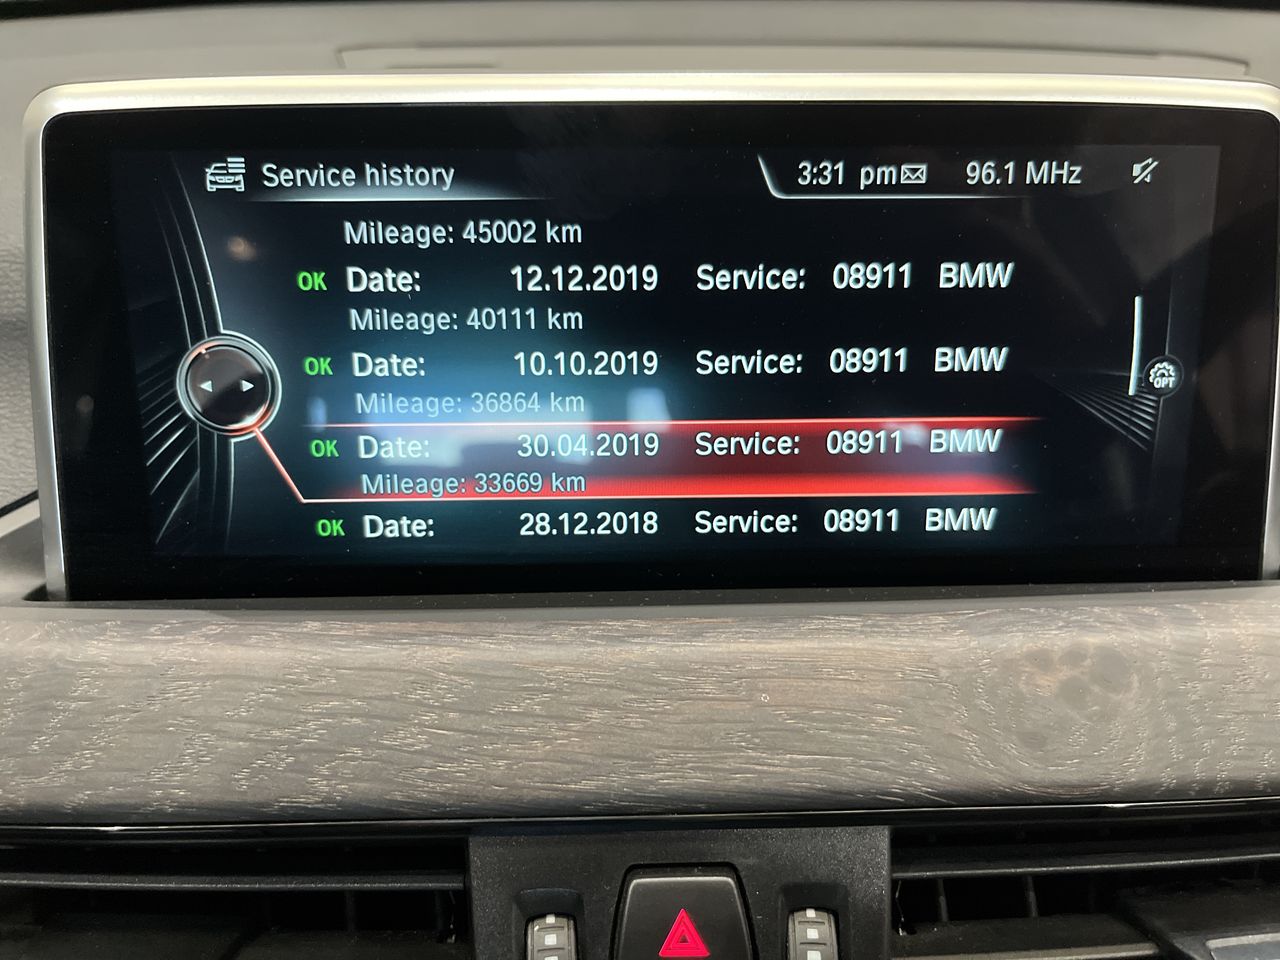 Service history 3:31 pm 96.1 MHz
Mileage: 45002 km
OK Date: 12.12.2019 Service: 08911 BMW
Mileage: 40111 km
OK Date: 10.10.2019 Service: 08911 BMW
Mileage: 36864 km
OK Date: 30.04.2019 Service: 08911 BMW
Mileage: 33669 km
OK Date: 28.12.2018 Service: 08911 BMW
OPT